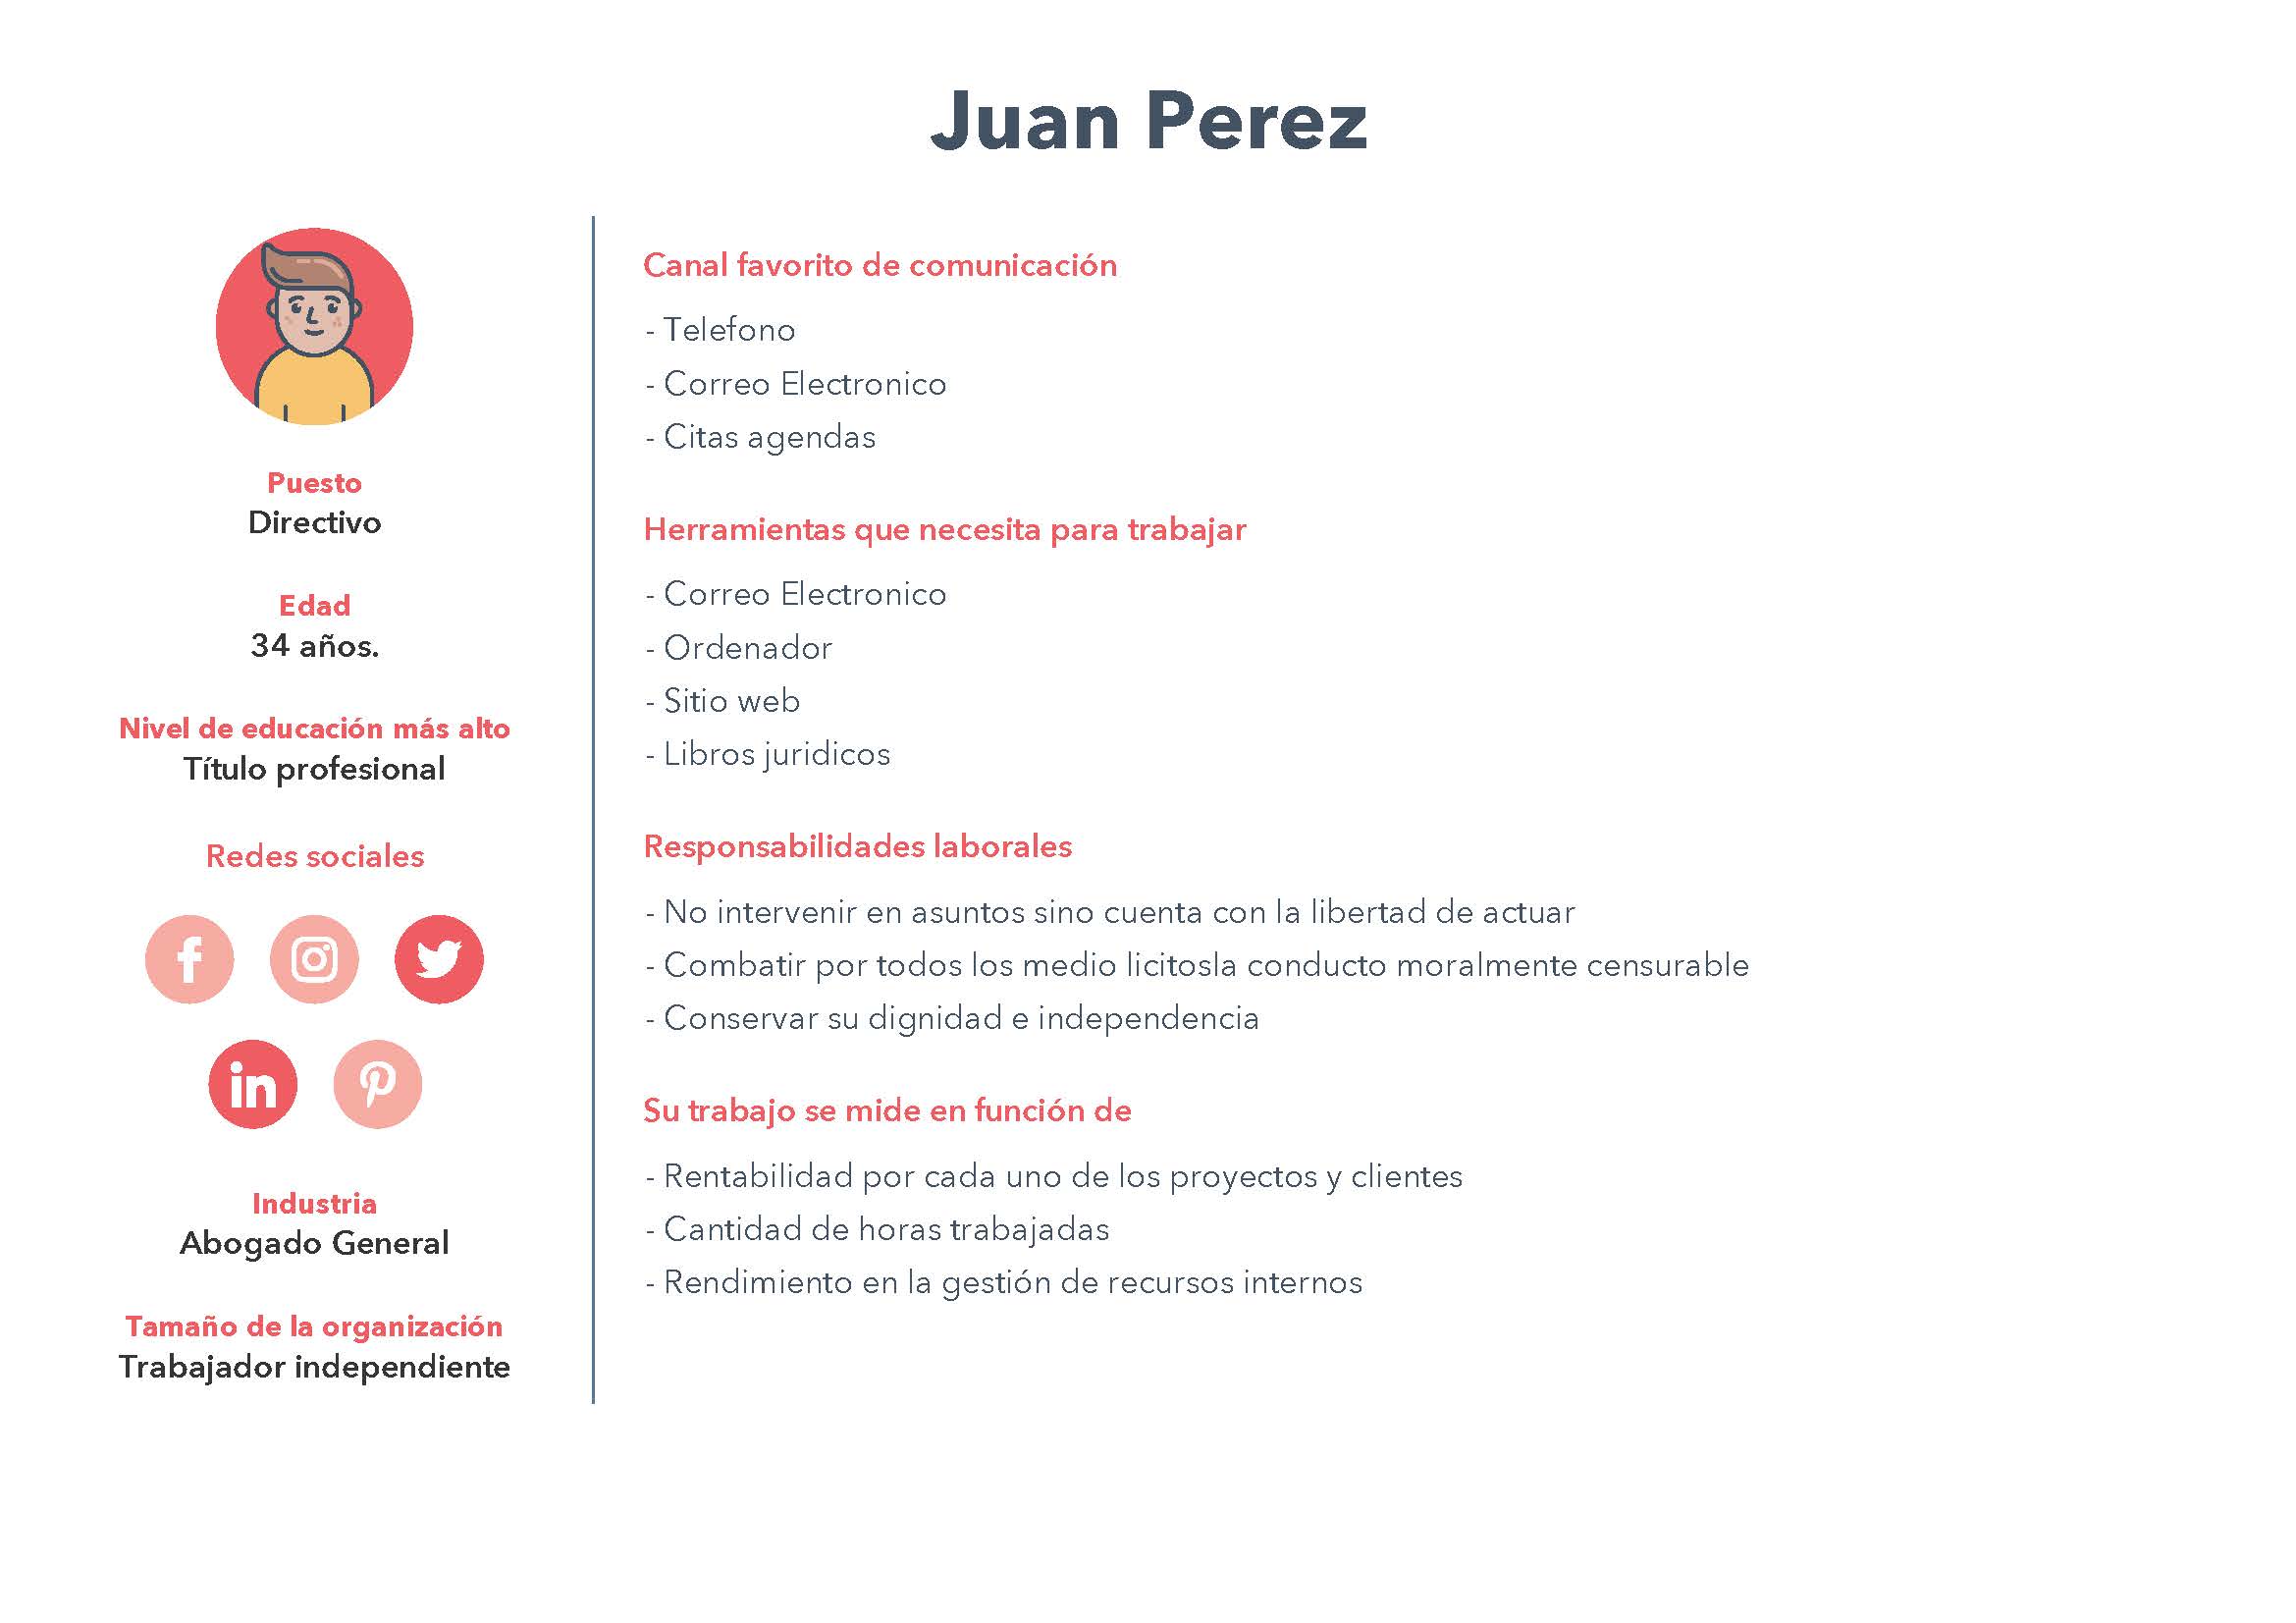 Juan Perez
Puesto
Directivo
Edad
34 años.
Nivel de educación más alto
Título profesional
Redes sociales
f
in
Industria
Abogado General
Tamaño de la organización
Trabajador independiente
Canal favorito de comunicación
- Telefono
- Correo Electronico
- Citas agendas
Herramientas que necesita para trabajar
- Correo Electronico
- Ordenador
- Sitio web
- Libros juridicos
Responsabilidades laborales
- No intervenir en asuntos sino cuenta con la libertad de actuar
- Combatir por todos los medio licitosla conducto moralmente censurable
- Conservar su dignidad e independencia
Su trabajo se mide en función de
- Rentabilidad por cada uno de los proyectos y clientes
- Cantidad de horas trabajadas
- Rendimiento en la gestión de recursos internos